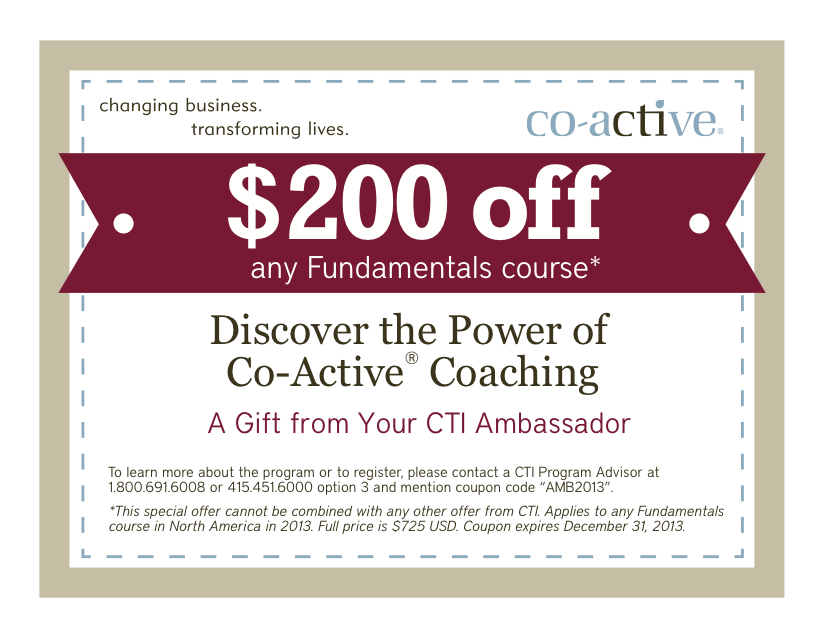 changing business.
transforming lives.
co-active®
$200 off
any Fundamentals course*
Discover the Power of
Co-Active® Coaching
A Gift from Your CTI Ambassador
To learn more about the program or to register, please contact a CTI Program Advisor at
1.800.691.6008 or 415.451.6000 option 3 and mention coupon code “AMB2013”.
*This special offer cannot be combined with any other offer from CTI. Applies to any Fundamentals
course in North America in 2013. Full price is $725 USD. Coupon expires December 31, 2013.